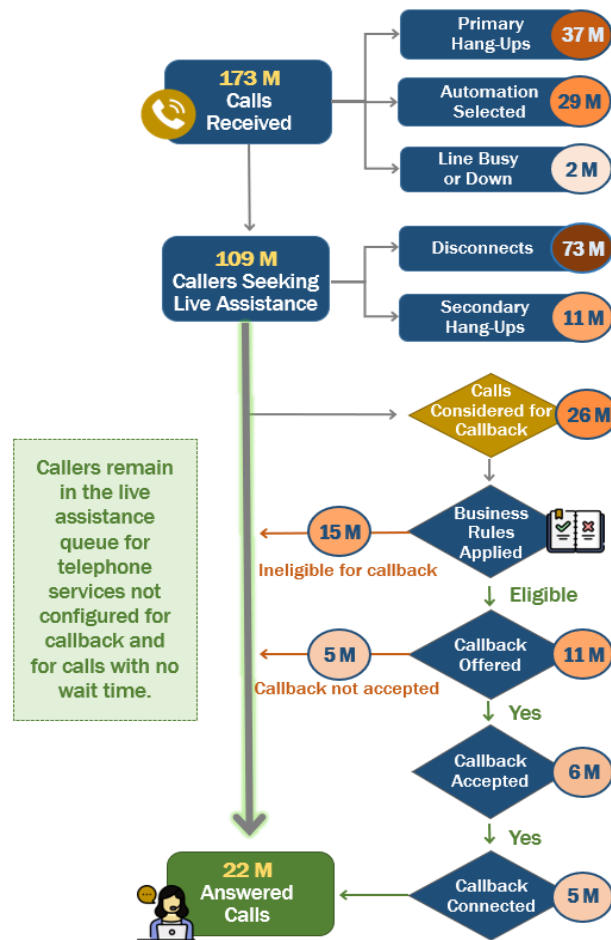 Primary
Hang-Ups
37 M
173 M
Calls
Received
Automation
Selected
29 M
Line Busy
or Down
2 M
109 M
Callers Seeking
Live Assistance
Disconnects
73 M
Secondary
Hang-Ups
11 M
Calls
Considered for
Callback
26 M
Callers remain
in the live
assistance
queue for
telephone
services not
configured for
callback and
for calls with no
wait time.
15 M
Ineligible for callback
Business
Rules
Applied
Eligible
5 M
Callback not accepted
Callback
Offered
11 M
Yes
Callback
Accepted
6 M
Yes
22 M
Answered
Calls
Callback
Connected
5 M